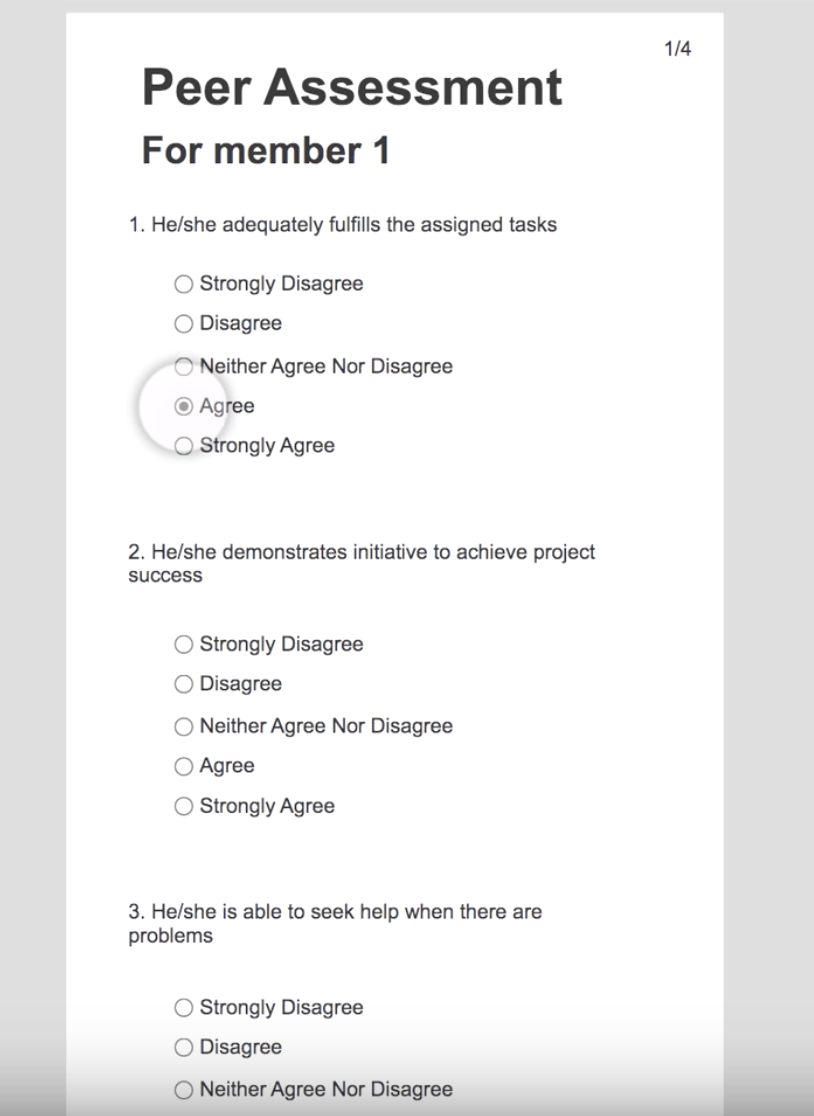 1/4
Peer Assessment
For member 1
1. He/she adequately fulfills the assigned tasks
Strongly Disagree
Disagree
Neither Agree Nor Disagree
Agree
Strongly Agree
2. He/she demonstrates initiative to achieve project
success
Strongly Disagree
Disagree
Neither Agree Nor Disagree
Agree
Strongly Agree
3. He/she is able to seek help when there are
problems
Strongly Disagree
Disagree
Neither Agree Nor Disagree